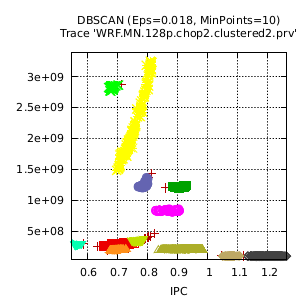 DBSCAN (Eps=0.018, MinPoints=10)
Trace 'WRF.MN.128p.chop2.clustered2.prv'
3e+09
2.5e+09
2e+09
1.5e+09
1e+09
5e+08
0.6 0.7 0.8 0.9 1 1.1 1.2
IPC